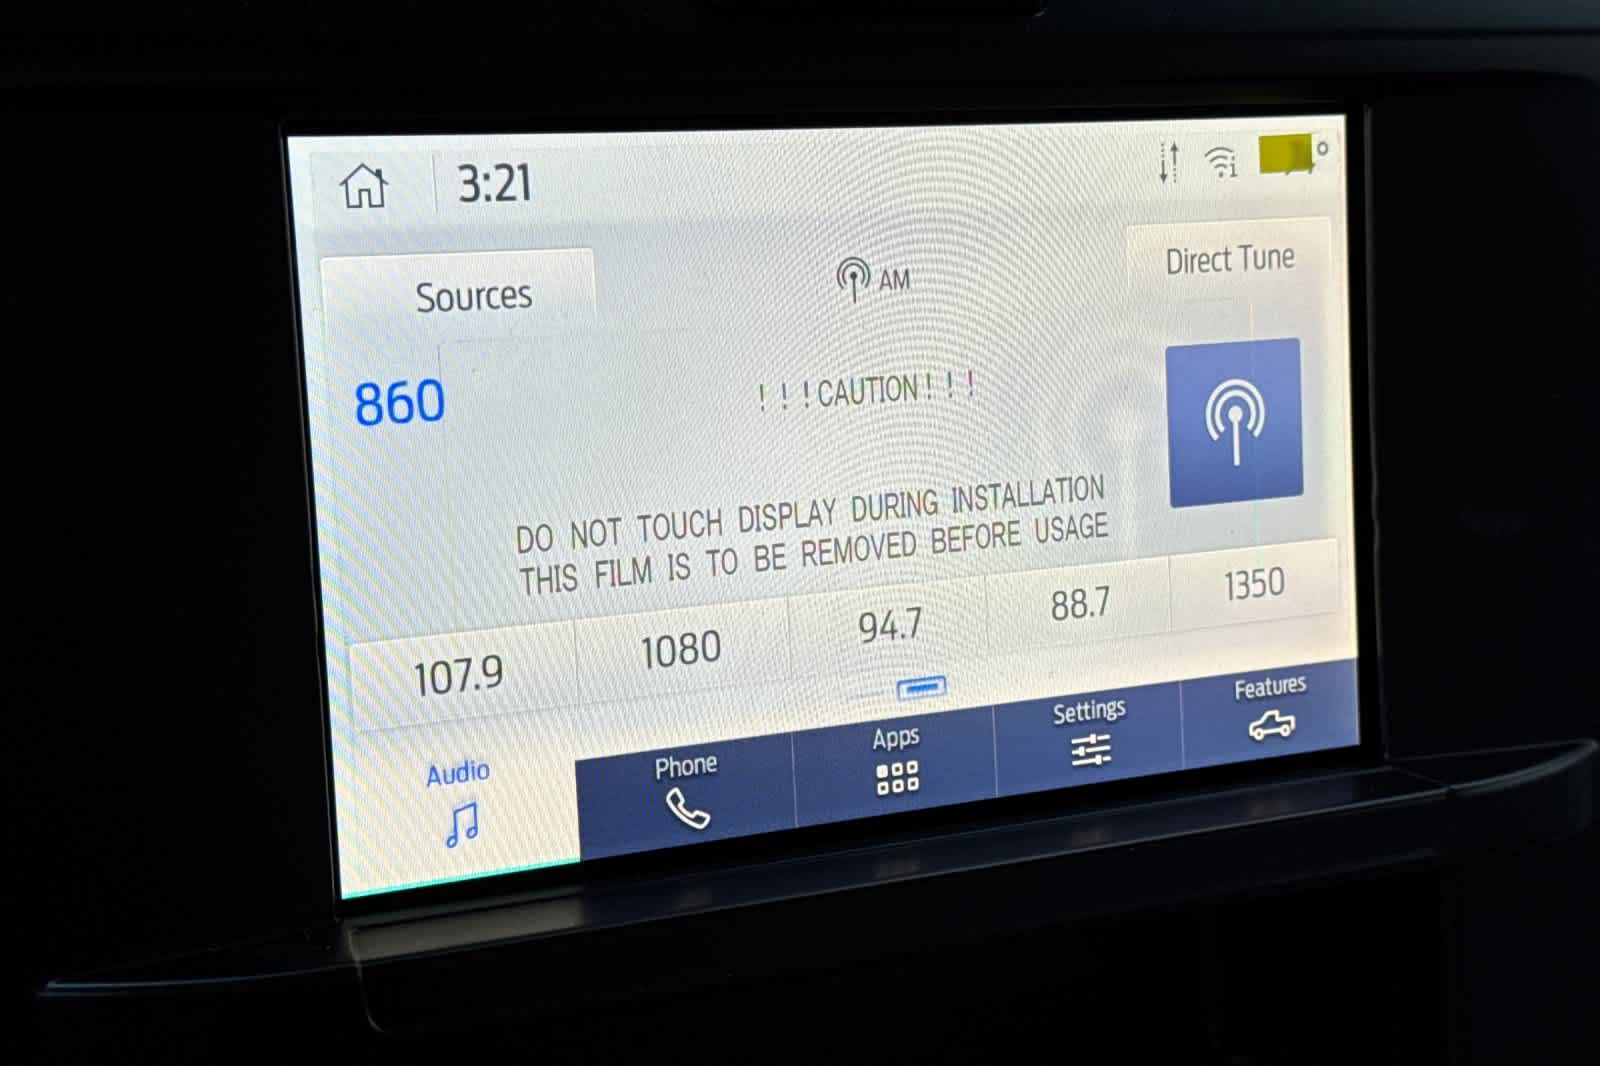 3:21
Sources
AM
Direct Tune
860
! ! ! CAUTION ! ! !
DO NOT TOUCH DISPLAY DURING INSTALLATION
THIS FILM IS TO BE REMOVED BEFORE USAGE
107.9
1080
94.7
88.7
1350
Audio
Phone
Apps
Settings
Features